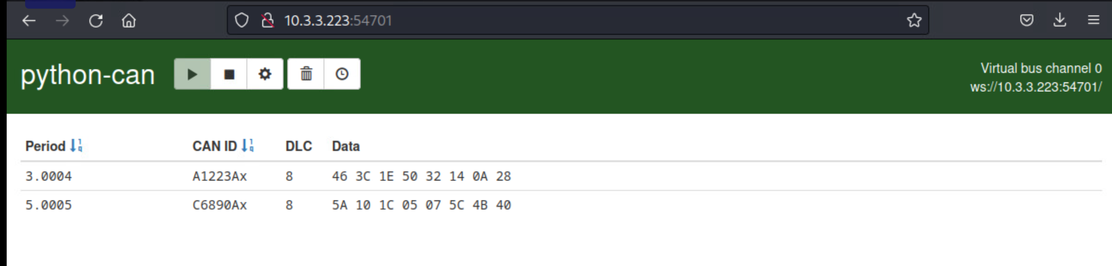 10.3.3.223:54701
python-can
Virtual bus channel 0
ws://10.3.3.223:54701/
Period CAN ID DLC Data
3.0004 A1223Ax 8 46 3C 1E 50 32 14 0A 28
5.0005 C6890Ax 8 5A 10 1C 05 07 5C 4B 40